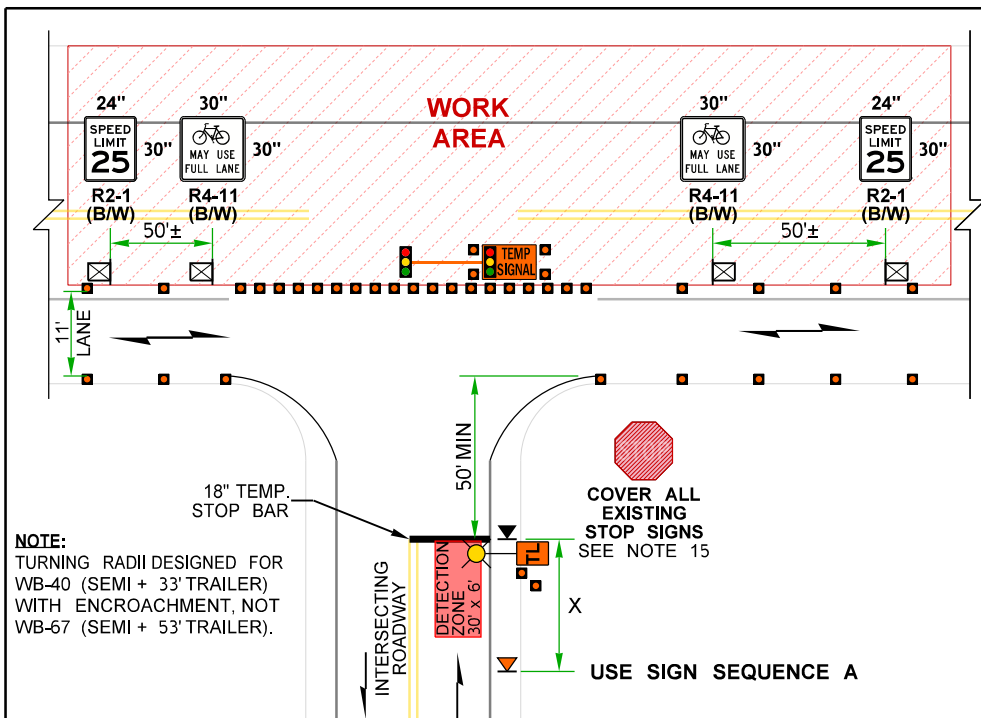 WORK
AREA
24"
SPEED
LIMIT
25
30"
R2-1
(B/W)
30"
MAY USE
FULL LANE
30"
R4-11
(B/W)
30"
MAY USE
FULL LANE
30"
R4-11
(B/W)
24"
SPEED
LIMIT
25
30"
R2-1
(B/W)
50'±
50'±
TEMP
SIGNAL
11'
LANE
50' MIN
STOP
COVER ALL
EXISTING
STOP SIGNS
SEE NOTE 15
18" TEMP.
STOP BAR
NOTE:
TURNING RADII DESIGNED FOR
WB-40 (SEMI + 33' TRAILER)
WITH ENCROACHMENT, NOT
WB-67 (SEMI + 53' TRAILER).
INTERSECTING
ROADWAY
DETECTION
ZONE
30' x 6'
TL
X
USE SIGN SEQUENCE A